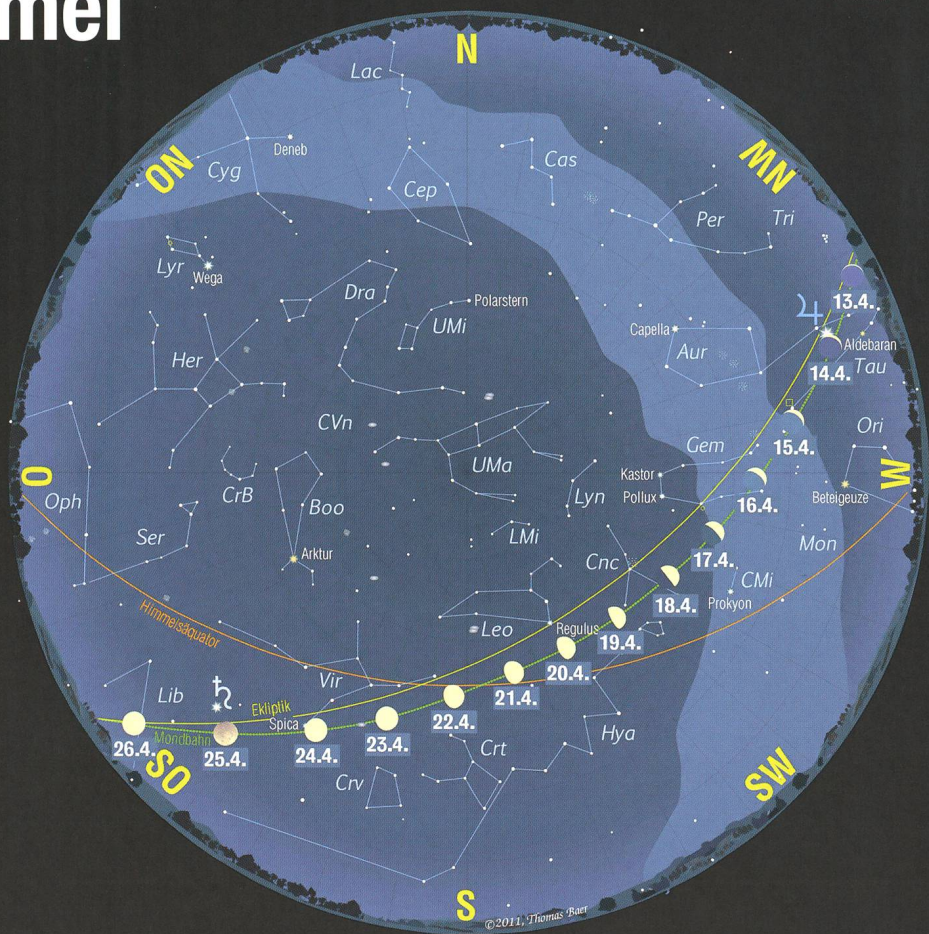 mel
N
Lac
NO
Deneb
Cyg
Cas
NW
Cep
Per
Tri
Lyr
Wega
Dra
Polarstern
UMi
♃
13.4.
Capella
Aur
Aldebaran
Her
14.4.
Tau
CVn
Ori
15.4.
Gem
UMa
Kastor
O
W
Oph
CrB
Boo
Lyn
Pollux
Beteigeuze
16.4.
Ser
LMi
Mon
Arktur
Cnc
17.4.
CMi
18.4.
Prokyon
Himmelsäquator
Leo
Regulus
19.4.
20.4.
Vir
21.4.
Lib
♄
Ekliptik
Spica
22.4.
Hya
Mondbahn
26.4.
25.4.
24.4.
23.4.
Crt
SO
Crv
SW
S
©2011, Thomas Baer